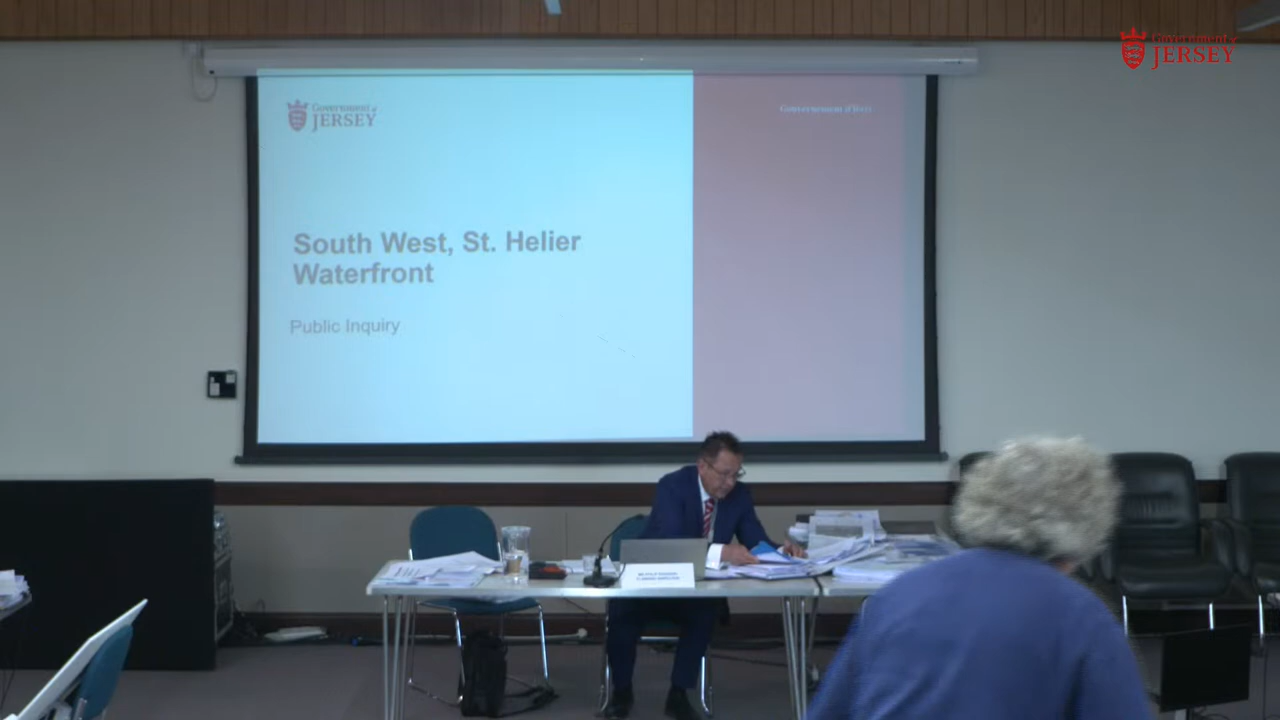 Government of
JERSEY
Government of
JERSEY
South West, St. Helier
Waterfront
Public Inquiry